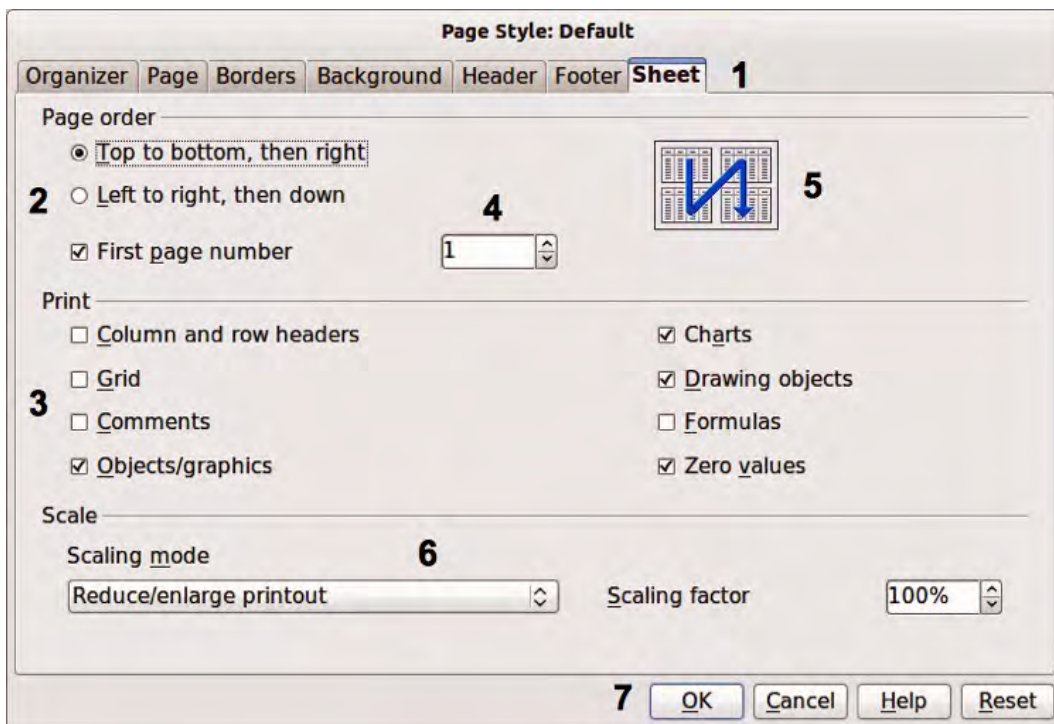 Page Style: Default
Organizer Page Borders Background Header Footer Sheet 1
Page order
Top to bottom, then right
2 Left to right, then down 4 5
First page number 1
Print
Column and row headers Charts
Grid Drawing objects
3
Comments Formulas
Objects/graphics Zero values
Scale
Scaling mode 6
Reduce/enlarge printout Scaling factor 100%
7 OK Cancel Help Reset